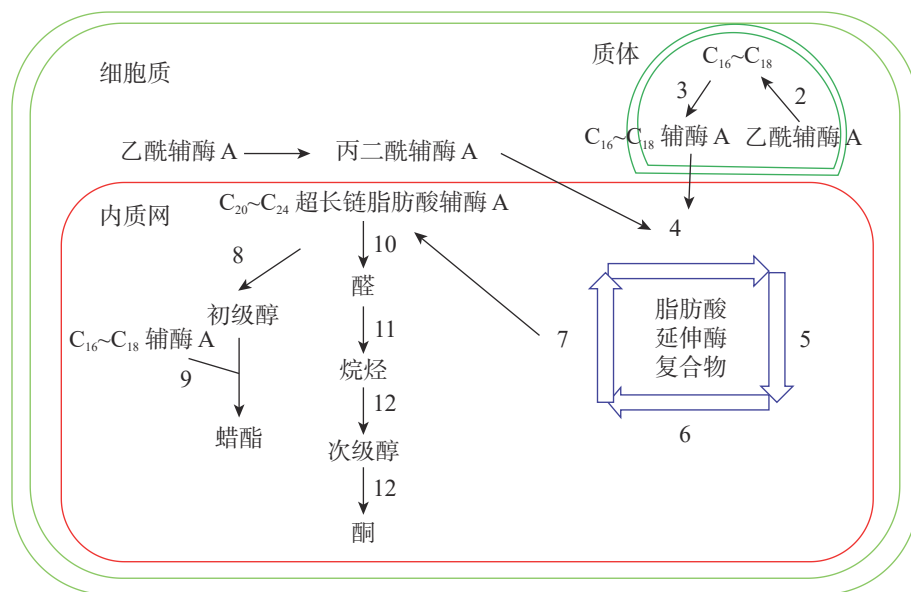 细胞质
质体
C₁₆~C₁₈
3
2
C₁₆~C₁₈ 辅酶 A
乙酰辅酶 A
乙酰辅酶 A
丙二酰辅酶 A
内质网
C₂₀~C₂₄ 超长链脂肪酸辅酶 A
4
8
10
醛
初级醇
C₁₆~C₁₈ 辅酶 A
11
9
烷烃
7
脂肪酸
延伸酶
复合物
5
6
12
蜡酯
次级醇
12
酮